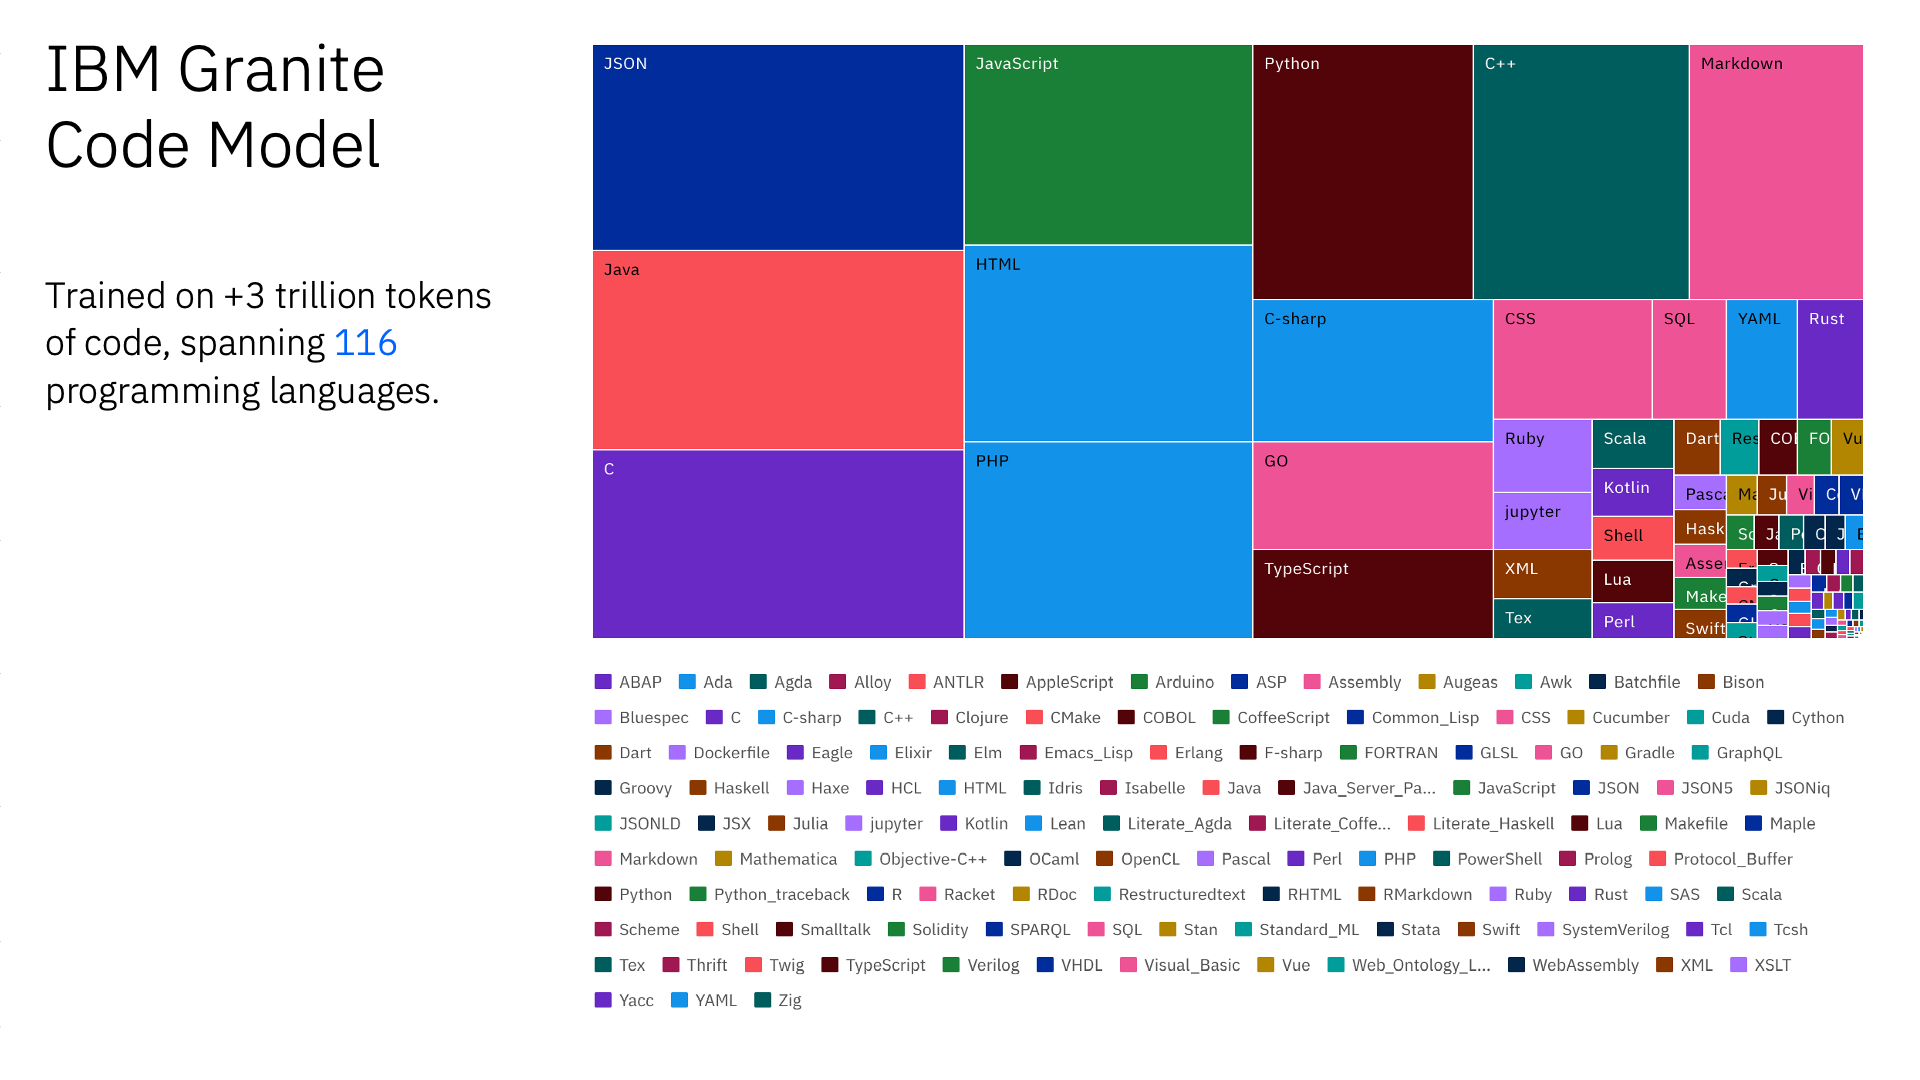 IBM Granite
Code Model
Trained on +3 trillion tokens
of code, spanning 116
programming languages.
JSON
JavaScript
Python
C++
Markdown
Java
HTML
C-sharp
CSS
SQL
YAML
Rust
C
PHP
GO
TypeScript
Ruby
Scala
Dart
jupyter
Kotlin
XML
Shell
Lua
Tex
Perl
Swift
ABAP Ada Agda Alloy ANTLR AppleScript Arduino ASP Assembly Augeas Awk Batchfile Bison
Bluespec C C-sharp C++ Clojure CMake COBOL CoffeeScript Common_Lisp CSS Cucumber Cuda Cython
Dart Dockerfile Eagle Elixir Elm Emacs_Lisp Erlang F-sharp FORTRAN GLSL GO Gradle GraphQL
Groovy Haskell Haxe HCL HTML Idris Isabelle Java Java_Server_Pa... JavaScript JSON JSON5 JSONiq
JSONLD JSX Julia jupyter Kotlin Lean Literate_Agda Literate_Coffe... Literate_Haskell Lua Makefile Maple
Markdown Mathematica Objective-C++ OCaml OpenCL Pascal Perl PHP PowerShell Prolog Protocol_Buffer
Python Python_traceback R Racket RDoc Restructuredtext RHTML RMarkdown Ruby Rust SAS Scala
Scheme Shell Smalltalk Solidity SPARQL SQL Stan Standard_ML Stata Swift SystemVerilog Tcl Tcsh
Tex Thrift Twig TypeScript Verilog VHDL Visual_Basic Vue Web_Ontology_L... WebAssembly XML XSLT
Yacc YAML Zig